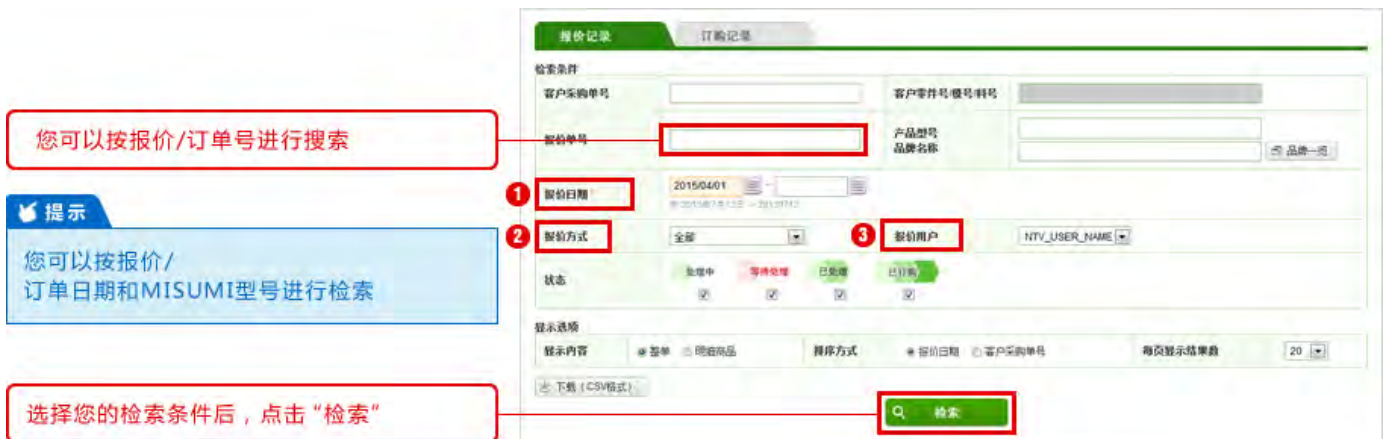 报价记录 订购记录
检索条件
客户采购单号 客户零件号/模号/料号
您可以按报价/订单号进行搜索
报价单号 产品型号
品牌名称 品牌一览
1 报价日期 2015/04/01 ~
提示
2 报价方式 全部 3 报价用户 NTV_USER_NAME
您可以按报价/
订单日期和MISUMI型号进行检索
状态 处理中 等待处理 已处理 已订购
显示选项
显示内容 整单 明细商品 排序方式 报价日期 客户采购单号 每页显示结果数 20
下载（CSV格式）
选择您的检索条件后，点击“检索”
检索